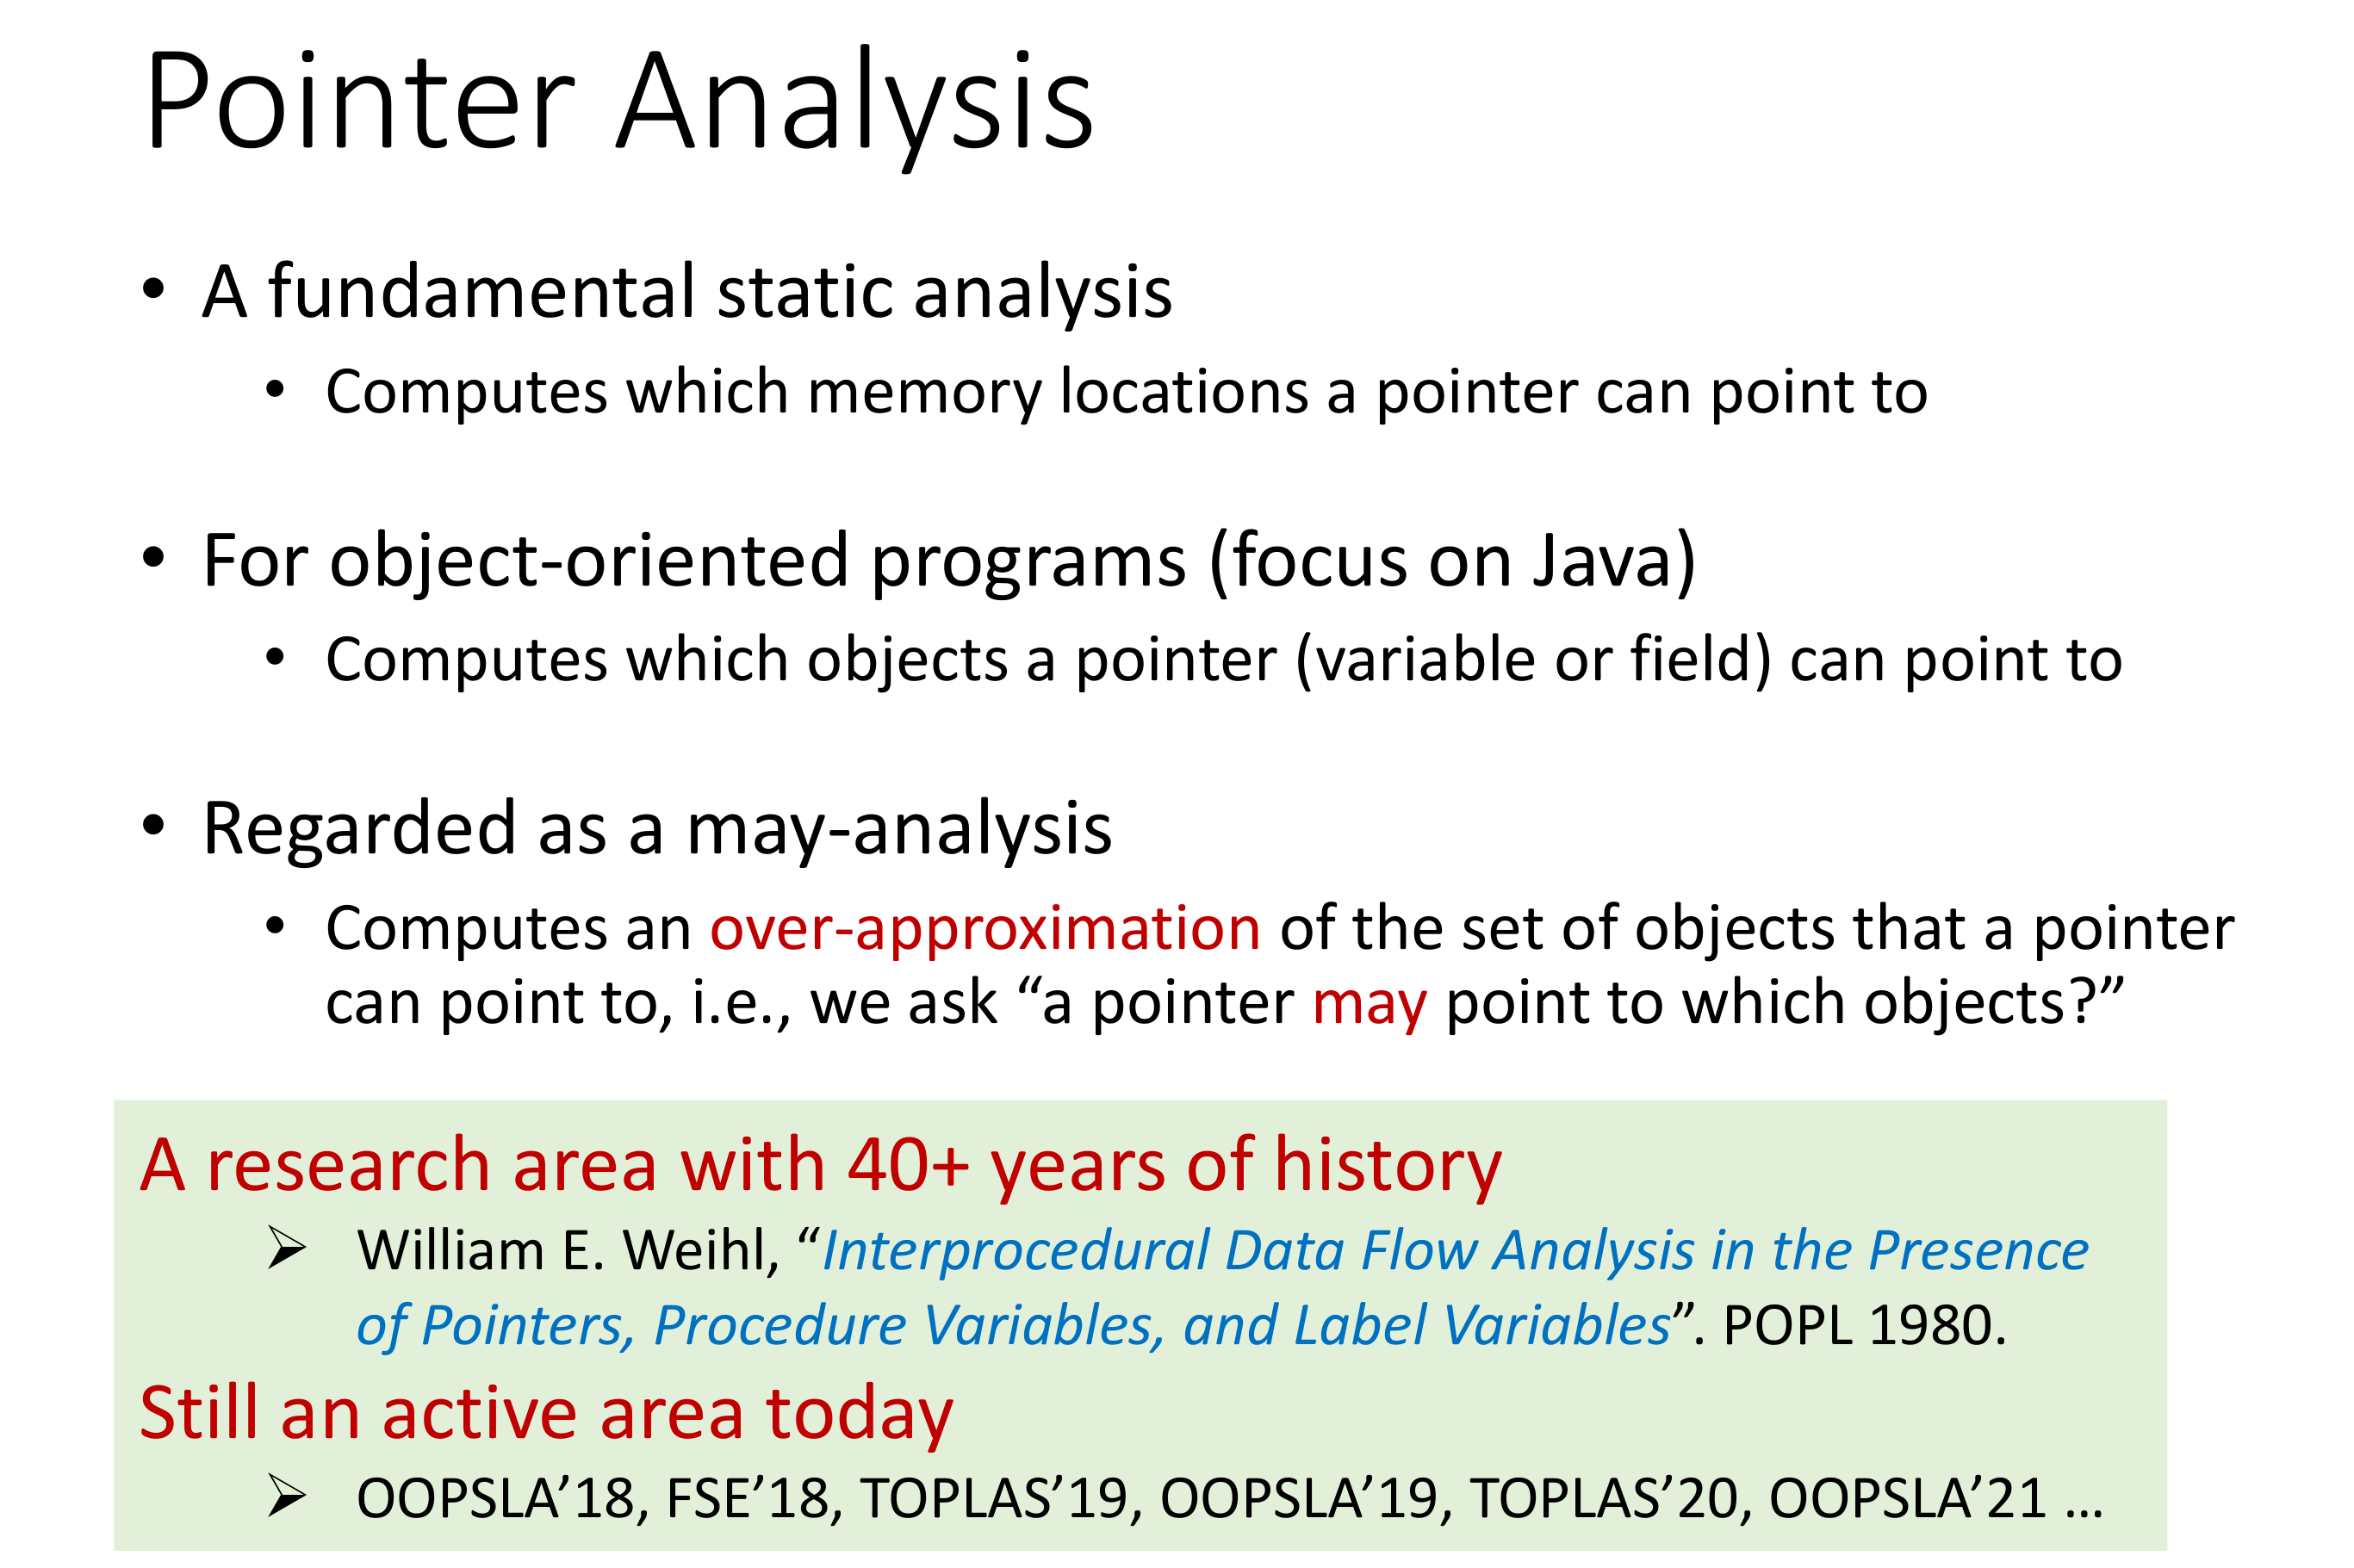 Pointer Analysis
• A fundamental static analysis
• Computes which memory locations a pointer can point to
• For object-oriented programs (focus on Java)
• Computes which objects a pointer (variable or field) can point to
• Regarded as a may-analysis
• Computes an over-approximation of the set of objects that a pointer
can point to, i.e., we ask “a pointer may point to which objects?”
A research area with 40+ years of history
➢ William E. Weihl, “Interprocedural Data Flow Analysis in the Presence
of Pointers, Procedure Variables, and Label Variables”. POPL 1980.
Still an active area today
➢ OOPSLA’18, FSE’18, TOPLAS’19, OOPSLA’19, TOPLAS’20, OOPSLA’21 …